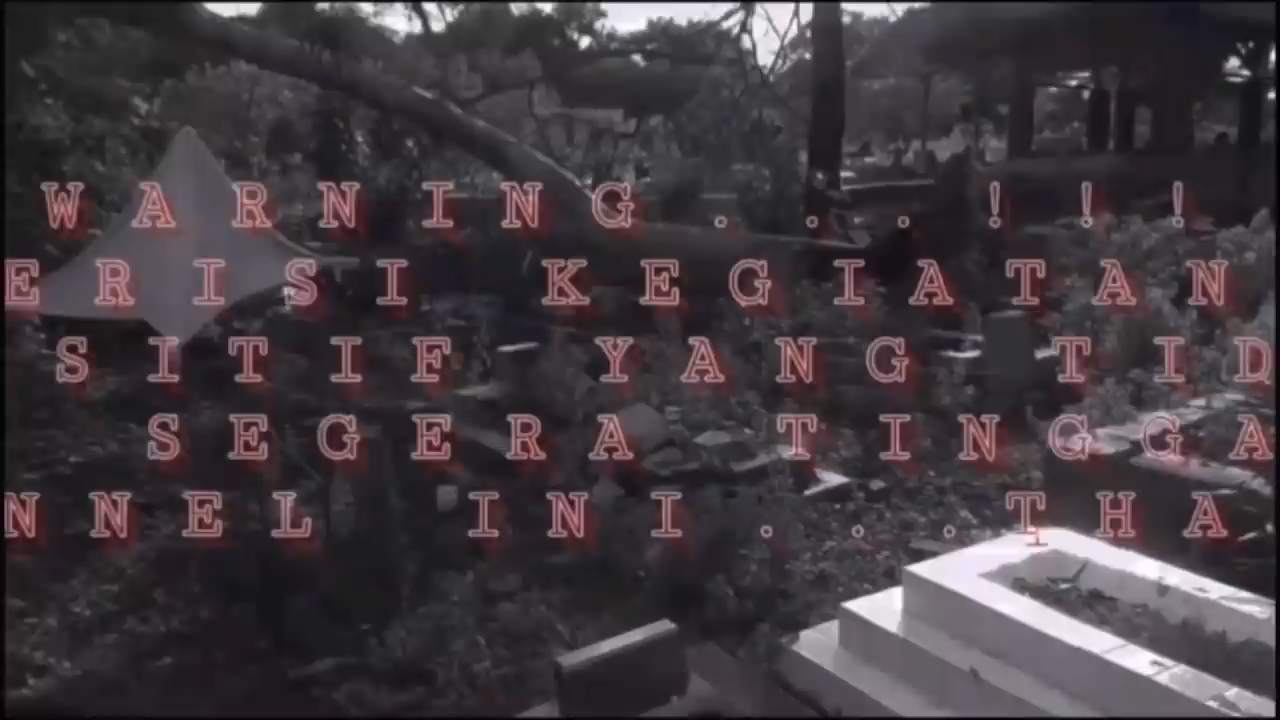 WARNING...!!!
ERISI KEGIATAN
SITIF YANG TID
SEGERA TINGGA
NNEL INI...THA